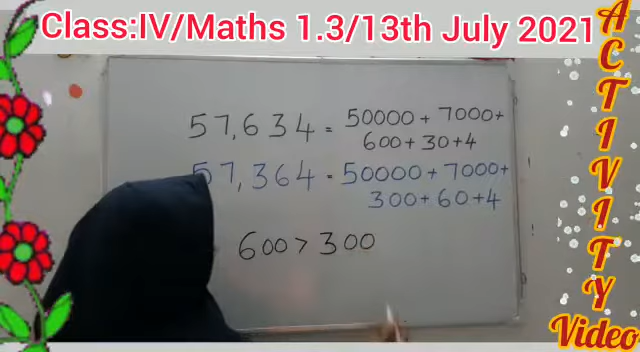 Class:IV/Maths 1.3/13th July 2021
57,634 = 50000 + 7000+
600+30+4
57,364 = 50000+7000+
300+60+4
600 > 300
ACTIVITY
Video